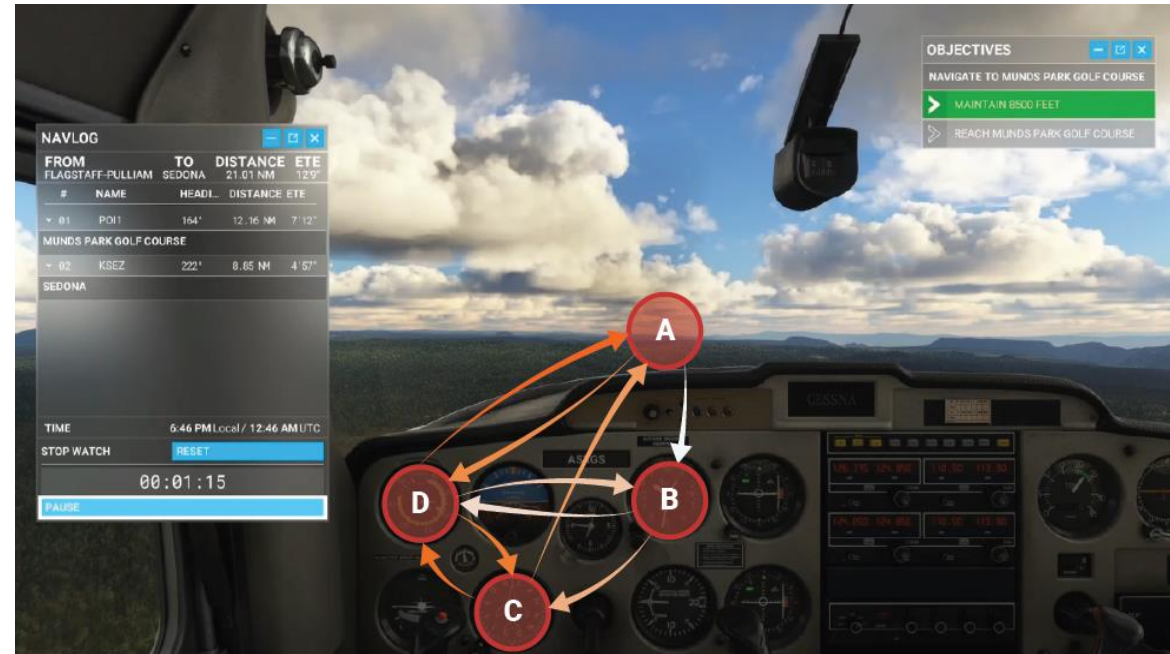 NAVLOG
FROM TO DISTANCE ETE
FLAGSTAFF-PULLIAM SEDONA 21.01 NM 12'9"
# NAME HEADI... DISTANCE ETE
01 POI1 164° 12.16 NM 7'12"
MUNDS PARK GOLF COURSE
02 KSEZ 222° 8.85 NM 4'57"
SEDONA
TIME 6:46 PM Local / 12:46 AM UTC
STOP WATCH RESET
00:01:15
PAUSE
OBJECTIVES
NAVIGATE TO MUNDS PARK GOLF COURSE
MAINTAIN 8500 FEET
REACH MUNDS PARK GOLF COURSE
A
CESSNA
D
B
C